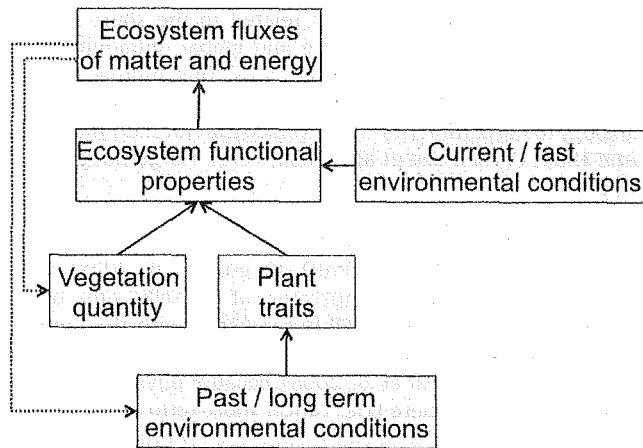 Ecosystem fluxes
of matter and energy
Ecosystem functional
properties
Current / fast
environmental conditions
Vegetation
quantity
Plant
traits
Past / long term
environmental conditions